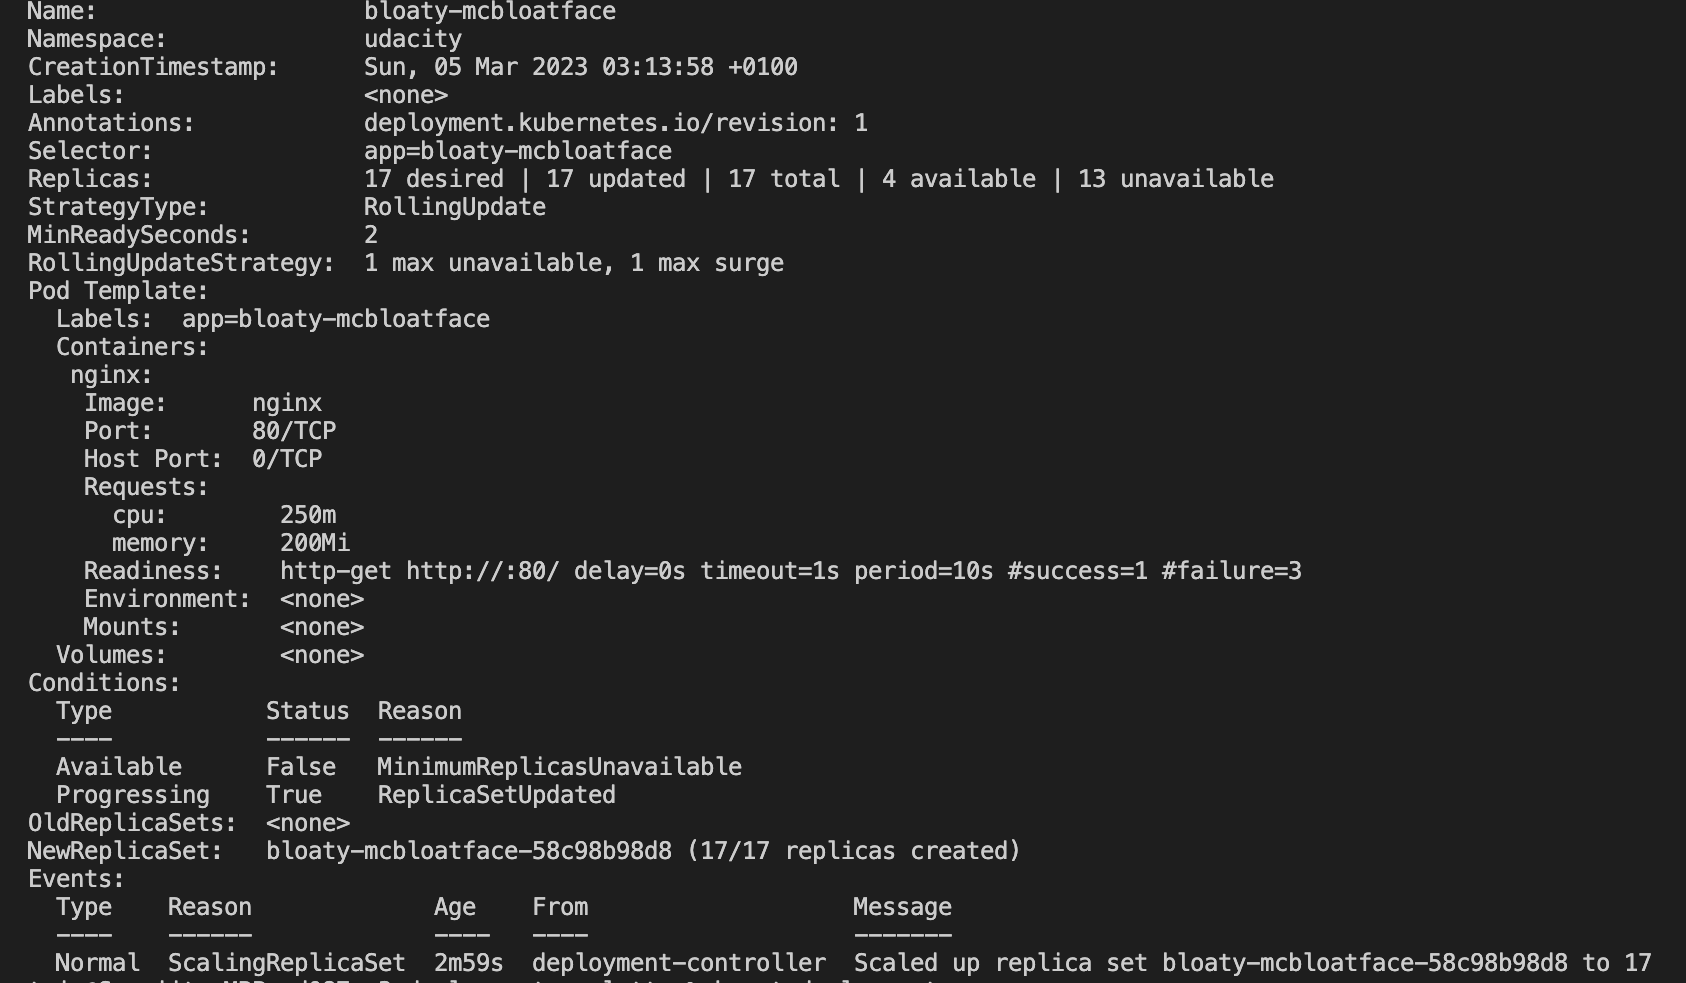 Name:                   bloaty-mcbloatface
Namespace:              udacity
CreationTimestamp:      Sun, 05 Mar 2023 03:13:58 +0100
Labels:                 <none>
Annotations:            deployment.kubernetes.io/revision: 1
Selector:               app=bloaty-mcbloatface
Replicas:               17 desired | 17 updated | 17 total | 4 available | 13 unavailable
StrategyType:           RollingUpdate
MinReadySeconds:        2
RollingUpdateStrategy:  1 max unavailable, 1 max surge
Pod Template:
  Labels:  app=bloaty-mcbloatface
  Containers:
   nginx:
    Image:      nginx
    Port:       80/TCP
    Host Port:  0/TCP
    Requests:
      cpu:        250m
      memory:     200Mi
    Readiness:    http-get http://:80/ delay=0s timeout=1s period=10s #success=1 #failure=3
    Environment:  <none>
    Mounts:       <none>
  Volumes:        <none>
Conditions:
  Type           Status  Reason
  ----           ------  ------
  Available      False   MinimumReplicasUnavailable
  Progressing    True    ReplicaSetUpdated
OldReplicaSets:  <none>
NewReplicaSet:   bloaty-mcbloatface-58c98b98d8 (17/17 replicas created)
Events:
  Type    Reason             Age    From                   Message
  ----    ------             ----   ----                   -------
  Normal  ScalingReplicaSet  2m59s  deployment-controller  Scaled up replica set bloaty-mcbloatface-58c98b98d8 to 17